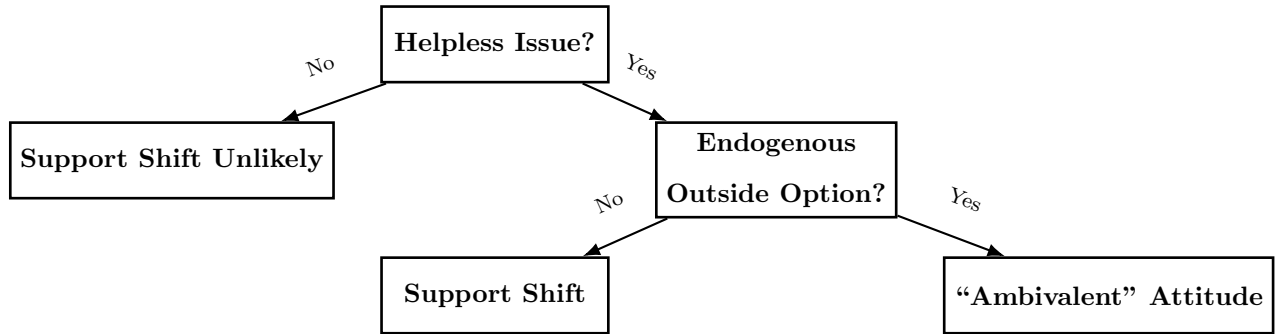 Helpless Issue?
No
Yes
Support Shift Unlikely
Endogenous
Outside Option?
No
Yes
Support Shift
“Ambivalent” Attitude